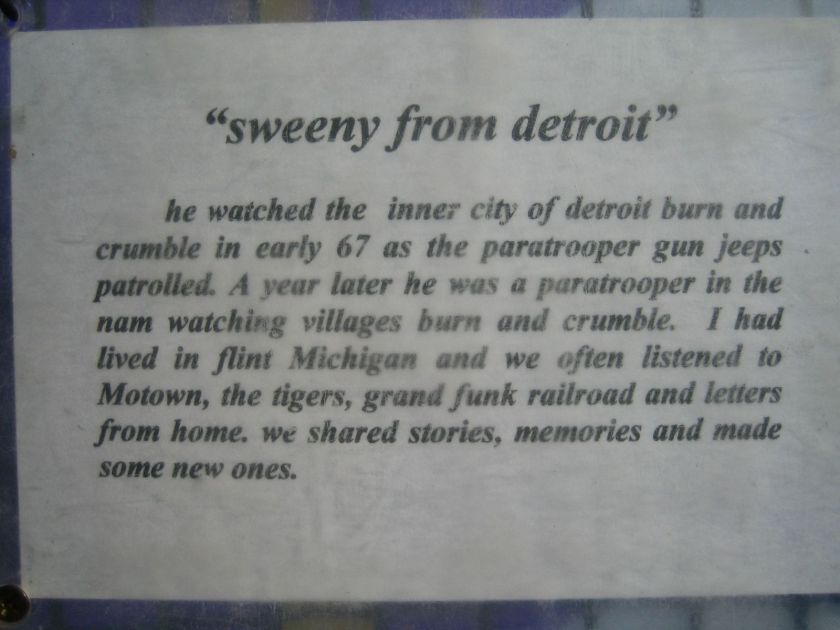 “sweeny from detroit”
he watched the inner city of detroit burn and
crumble in early 67 as the paratrooper gun jeeps
patrolled. A year later he was a paratrooper in the
nam watching villages burn and crumble. I had
lived in flint Michigan and we often listened to
Motown, the tigers, grand funk railroad and letters
from home. we shared stories, memories and made
some new ones.